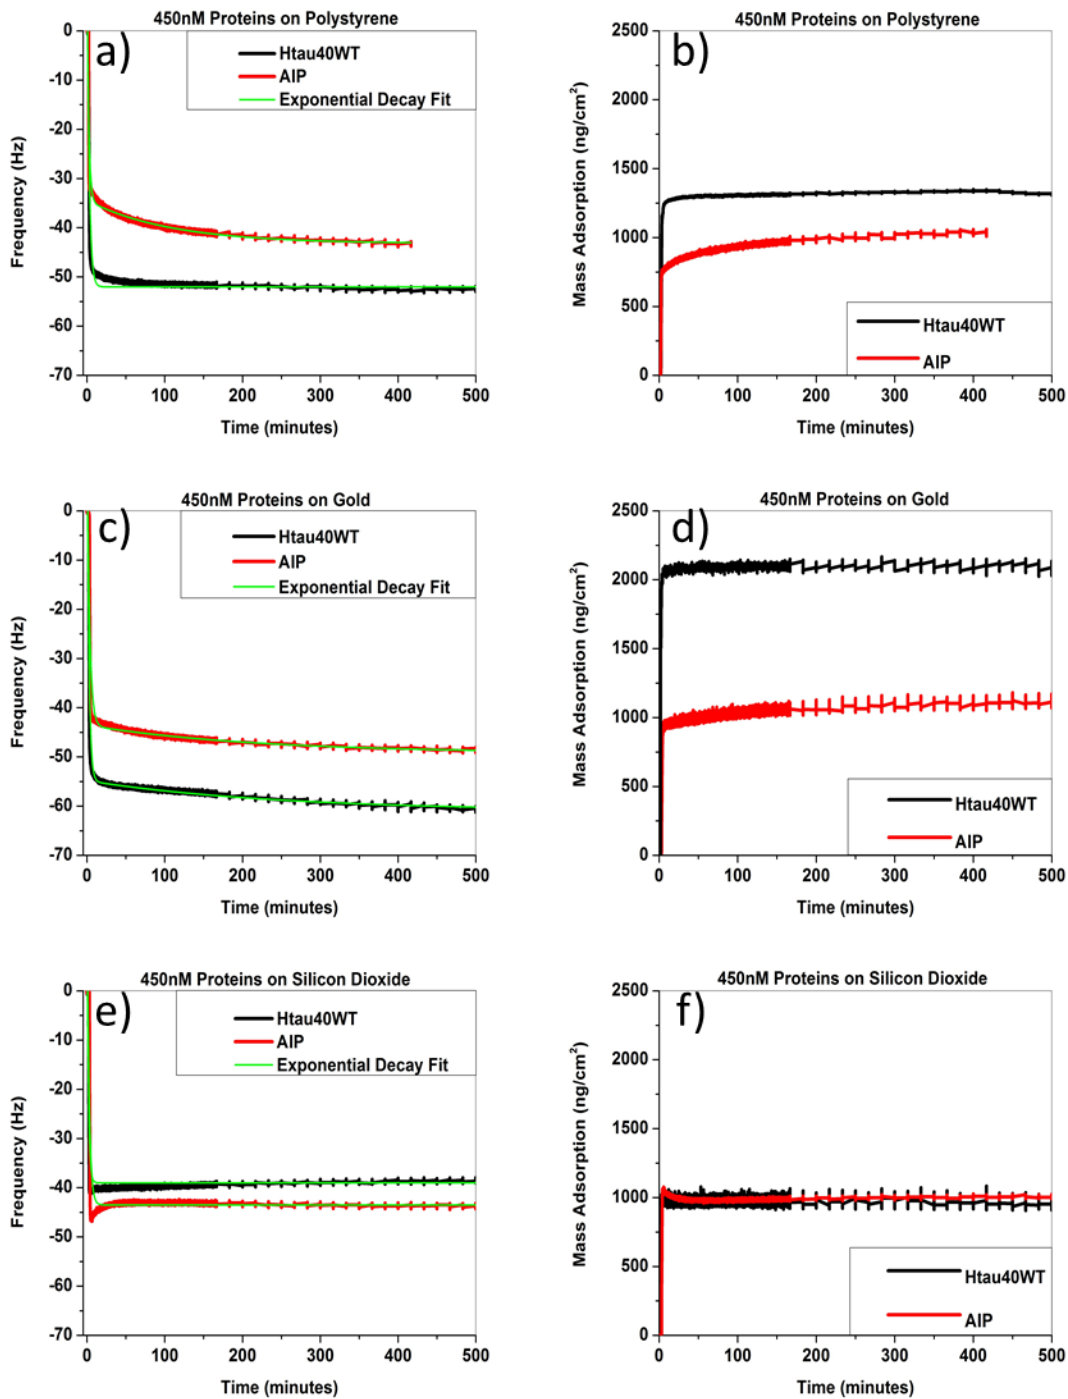 450nM Proteins on Polystyrene
a)
Htau40WT
AIP
Exponential Decay Fit
Frequency (Hz)
0
-10
-20
-30
-40
-50
-60
-70
0 100 200 300 400 500
Time (minutes)
450nM Proteins on Polystyrene
b)
Mass Adsorption (ng/cm²)
2500
2000
1500
1000
500
0
Htau40WT
AIP
0 100 200 300 400 500
Time (minutes)
450nM Proteins on Gold
c)
Htau40WT
AIP
Exponential Decay Fit
Frequency (Hz)
0
-10
-20
-30
-40
-50
-60
-70
0 100 200 300 400 500
Time (minutes)
450nM Proteins on Gold
d)
Mass Adsorption (ng/cm²)
2500
2000
1500
1000
500
0
Htau40WT
AIP
0 100 200 300 400 500
Time (minutes)
450nM Proteins on Silicon Dioxide
e)
Htau40WT
AIP
Exponential Decay Fit
Frequency (Hz)
0
-10
-20
-30
-40
-50
-60
-70
0 100 200 300 400 500
Time (minutes)
450nM Proteins on Silicon Dioxide
f)
Mass Adsorption (ng/cm²)
2500
2000
1500
1000
500
0
Htau40WT
AIP
0 100 200 300 400 500
Time (minutes)